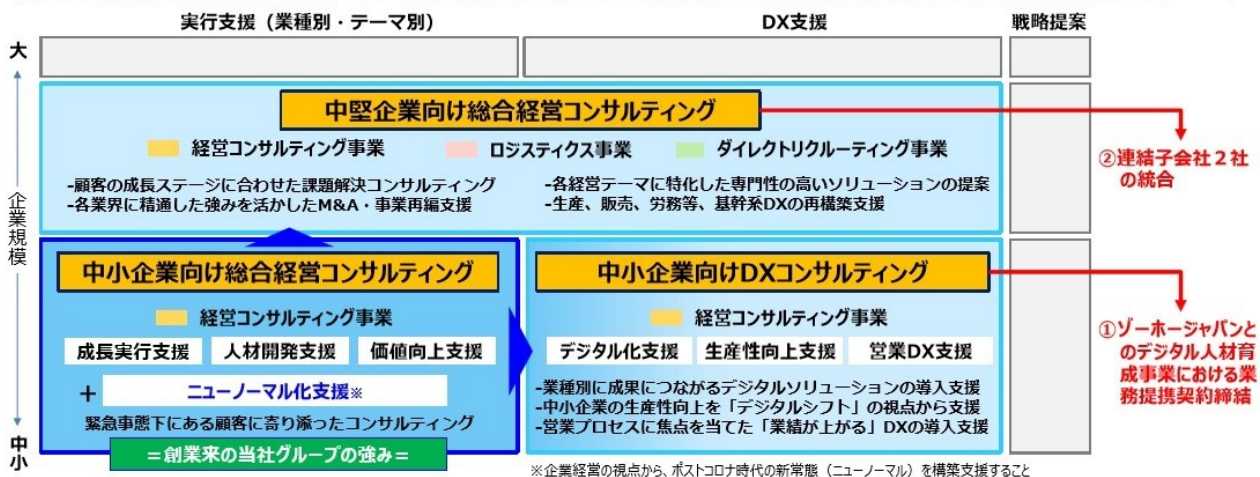 実行支援（業種別・テーマ別）
DX支援
戦略提案
大
企業規模
中小
中堅企業向け総合経営コンサルティング
経営コンサルティング事業
ロジスティクス事業
ダイレクトリクルーティング事業
-顧客の成長ステージに合わせた課題解決コンサルティング
-各業界に精通した強みを活かしたM&A・事業再編支援
-各経営テーマに特化した専門性の高いソリューションの提案
-生産、販売、労務等、基幹系DXの再構築支援
②連結子会社２社
の統合
中小企業向け総合経営コンサルティング
経営コンサルティング事業
成長実行支援
人材開発支援
価値向上支援
+
ニューノーマル化支援※
緊急事態下にある顧客に寄り添ったコンサルティング
=創業来の当社グループの強み=
中小企業向けDXコンサルティング
経営コンサルティング事業
デジタル化支援
生産性向上支援
営業DX支援
-業種別に成果につながるデジタルソリューションの導入支援
-中小企業の生産性向上を「デジタルシフト」の視点から支援
-営業プロセスに焦点を当てた「業績が上がる」DXの導入支援
①ゾーホージャパンと
のデジタル人材育
成事業における業
務提携契約締結
※企業経営の視点から、ポストコロナ時代の新常態（ニューノーマル）を構築支援すること